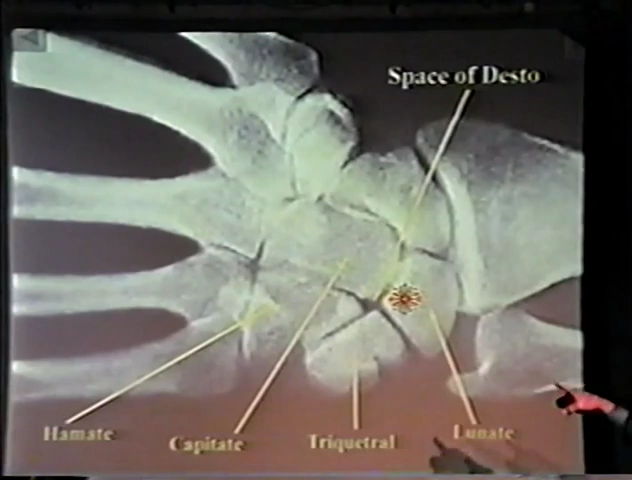 Space of Desto
Hamate
Capitate
Triquetral
Lunate